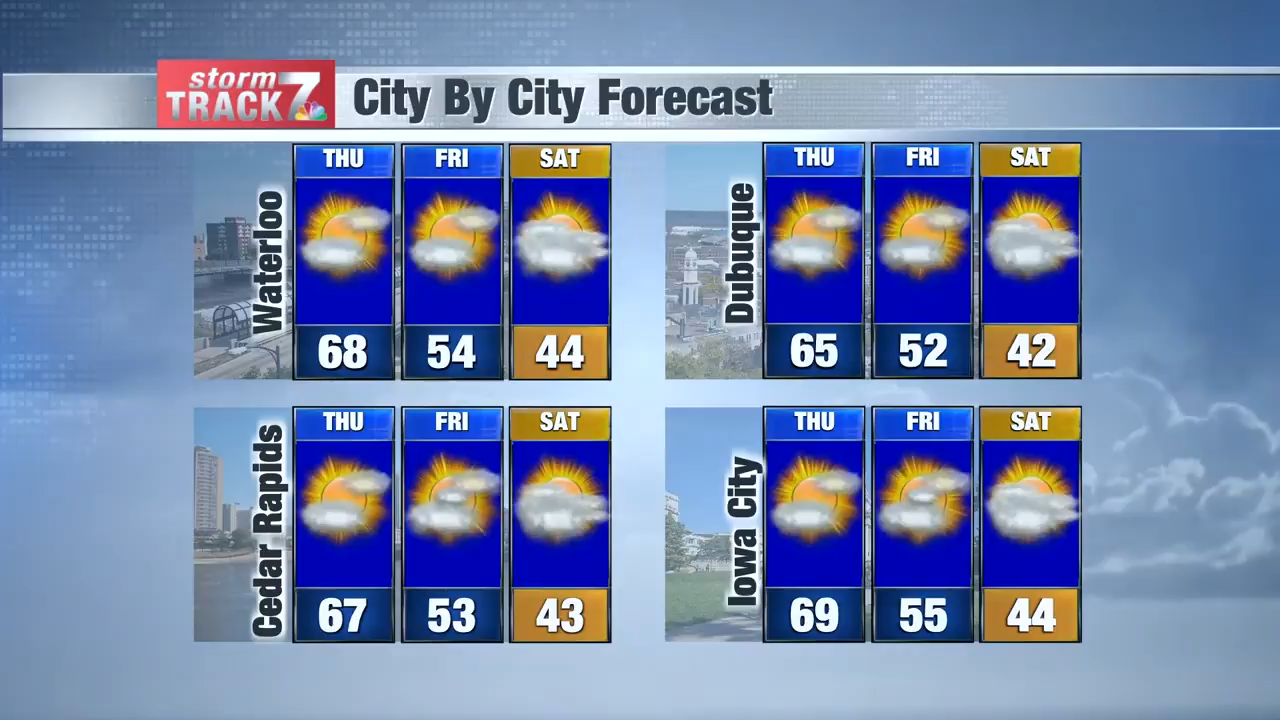 storm
TRACK 7
City By City Forecast
Waterloo
THU FRI SAT
68 54 44
Dubuque
THU FRI SAT
65 52 42
Cedar Rapids
THU FRI SAT
67 53 43
Iowa City
THU FRI SAT
69 55 44